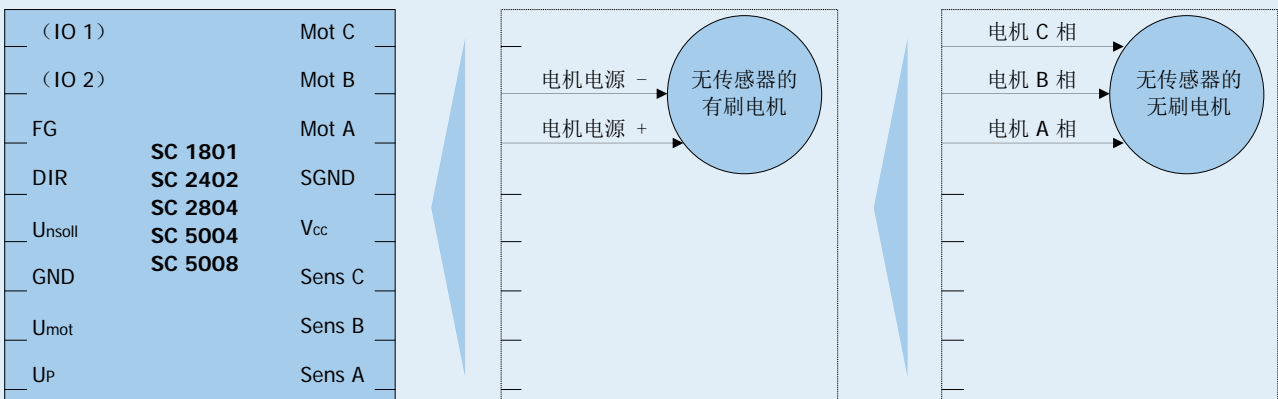 （IO 1）
Mot C
（IO 2）
Mot B
FG
Mot A
DIR
SGND
Unsoll
Vcc
GND
Sens C
Umot
Sens B
UP
Sens A
SC 1801
SC 2402
SC 2804
SC 5004
SC 5008
电机电源 －
电机电源 +
无传感器的
有刷电机
电机 C 相
电机 B 相
电机 A 相
无传感器的
无刷电机